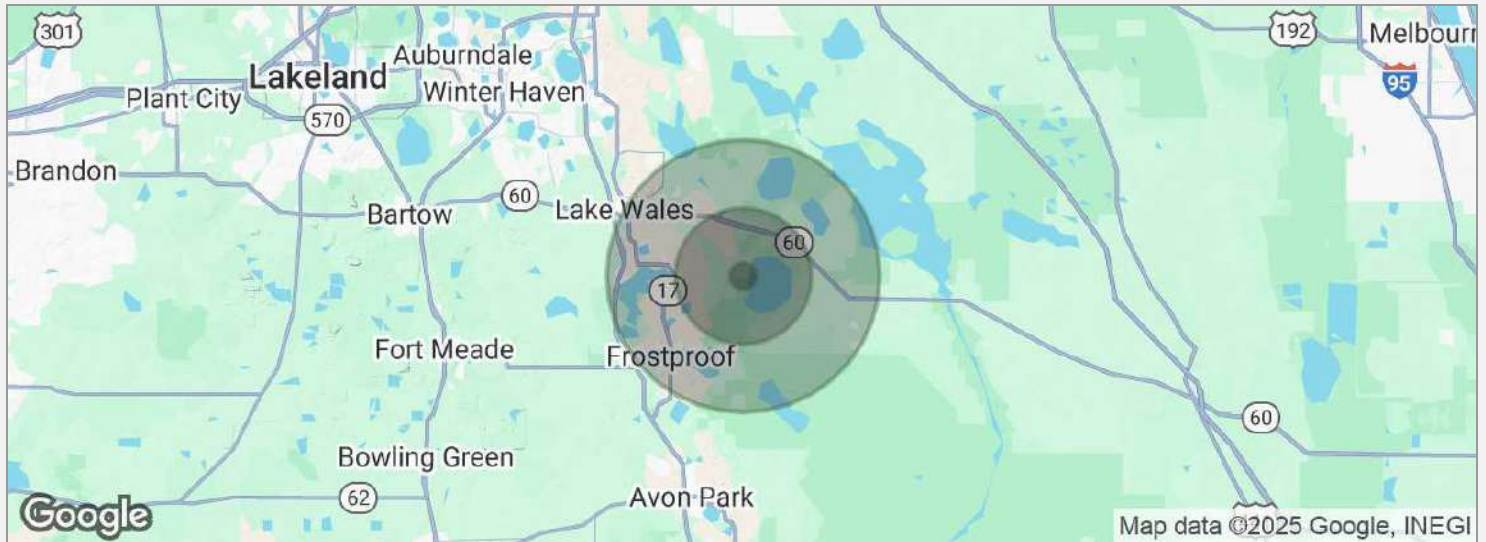 301
192
Melbourn
Auburndale
Lakeland
95
Winter Haven
Plant City
570
Brandon
60
Lake Wales
Bartow
60
17
Fort Meade
Frostproof
60
Bowling Green
62
Avon Park
Google
Map data ©2025 Google, INEGI